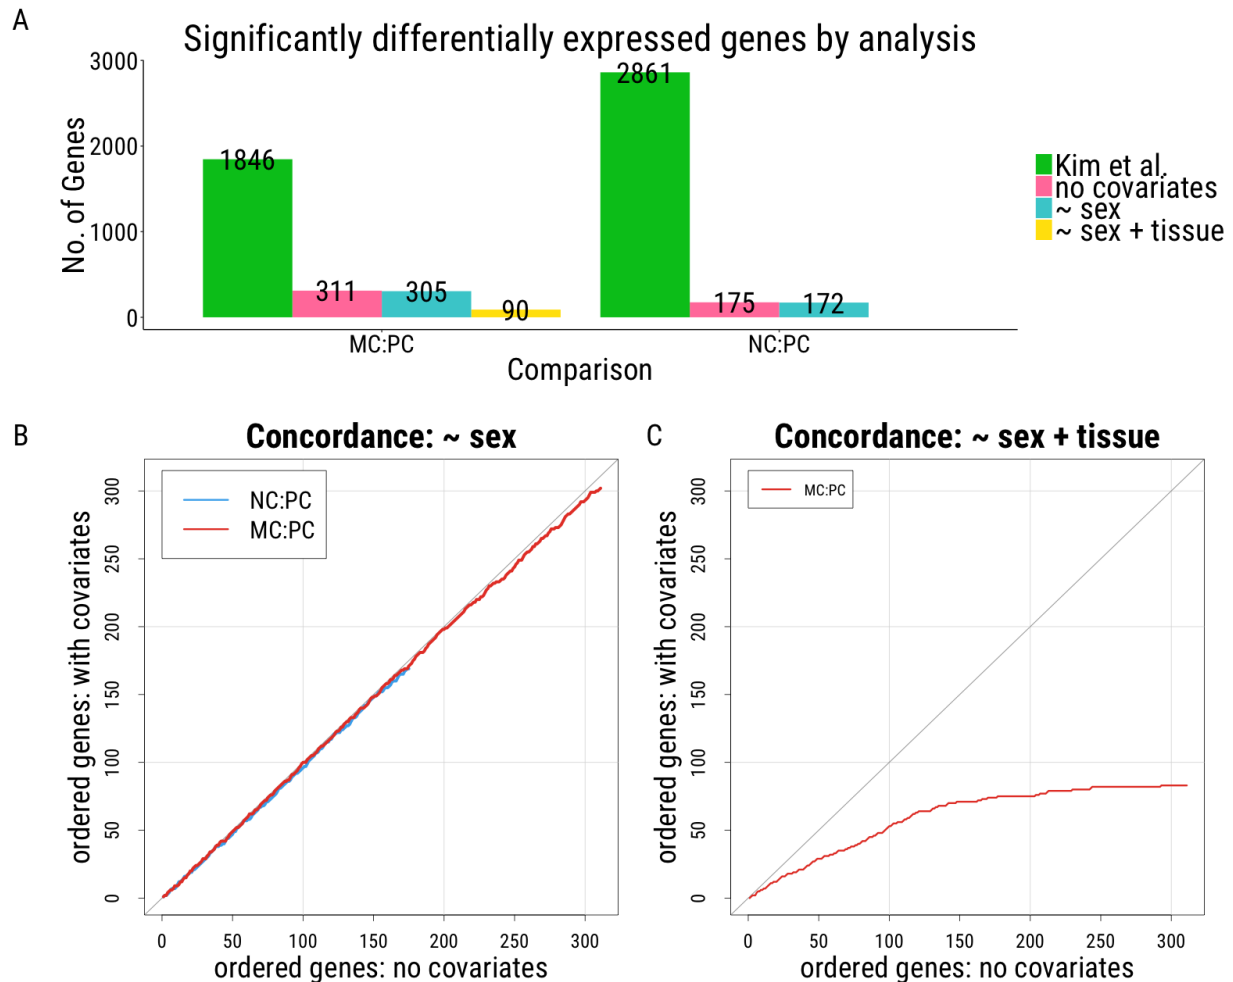 A
Significantly differentially expressed genes by analysis
No. of Genes
3000
2000
1000
0
1846
311
305
90
2861
175
172
MC:PC
NC:PC
Comparison
Kim et al.
no covariates
~ sex
~ sex + tissue
B
Concordance: ~ sex
NC:PC
MC:PC
ordered genes: with covariates
300
250
200
150
100
50
0
0 50 100 150 200 250 300
ordered genes: no covariates
C
Concordance: ~ sex + tissue
MC:PC
ordered genes: with covariates
300
250
200
150
100
50
0
0 50 100 150 200 250 300
ordered genes: no covariates